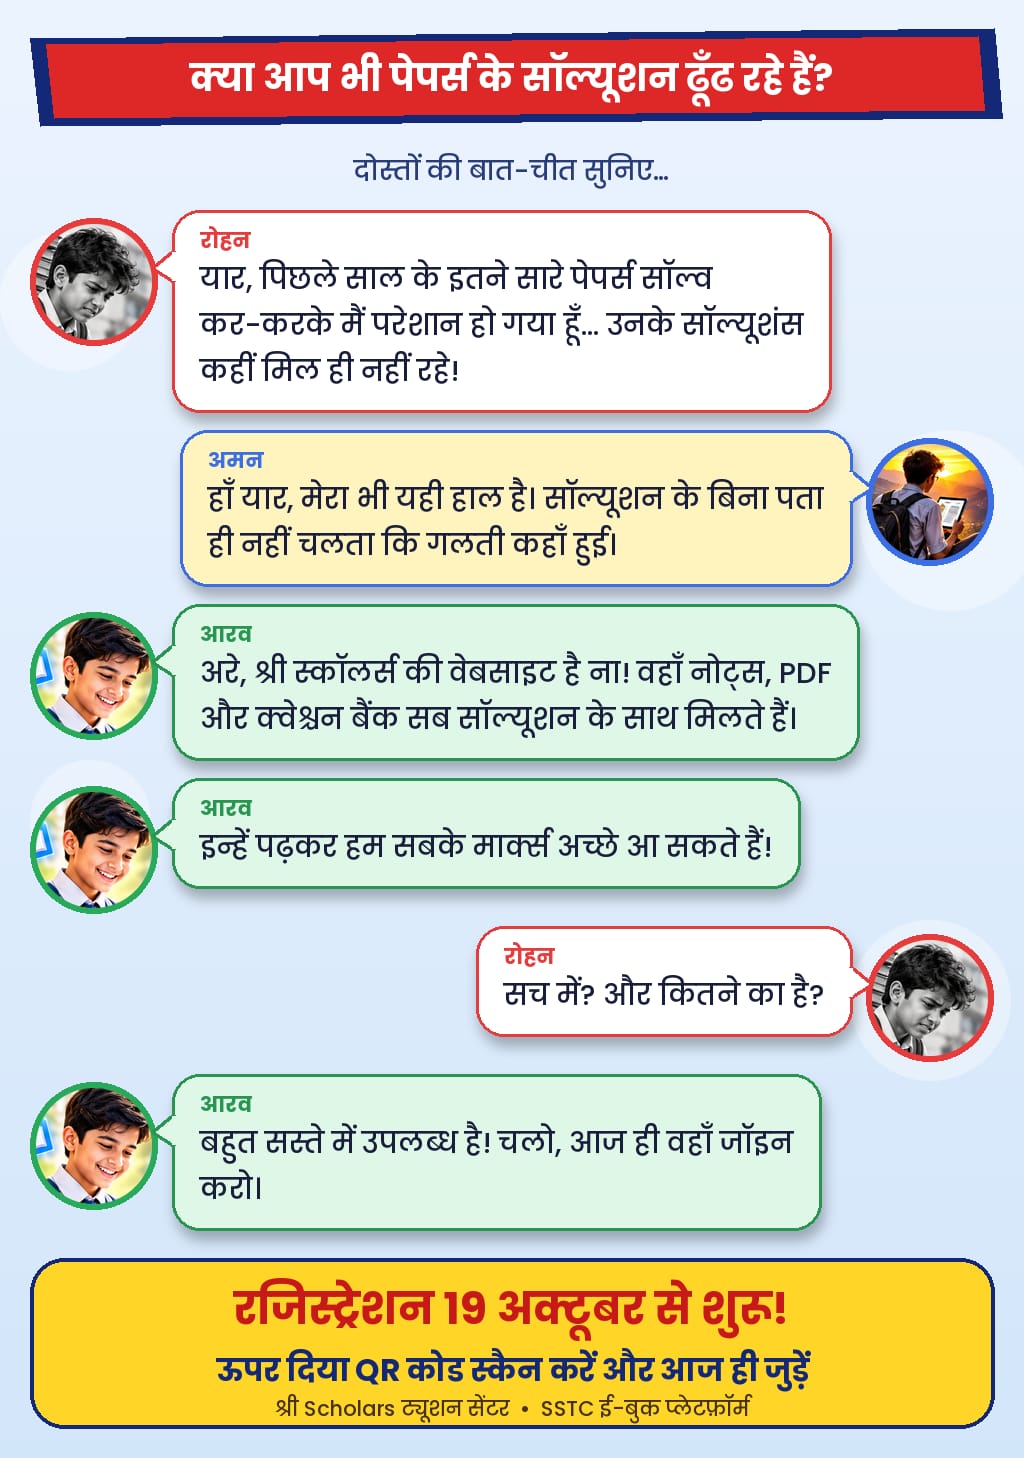 क्या आप भी पेपर्स के सॉल्यूशन ढूँढ रहे हैं?
दोस्तों की बात-चीत सुनिए...
रोहन
यार, पिछले साल के इतने सारे पेपर्स सॉल्व
कर-करके मैं परेशान हो गया हूँ... उनके सॉल्यूशंस
कहीं मिल ही नहीं रहे!
अमन
हाँ यार, मेरा भी यही हाल है। सॉल्यूशन के बिना पता
ही नहीं चलता कि गलती कहाँ हुई।
आरव
अरे, श्री स्कॉलर्स की वेबसाइट है ना! वहाँ नोट्स, PDF
और क्वेश्चन बैंक सब सॉल्यूशन के साथ मिलते हैं।
आरव
इन्हें पढ़कर हम सबके मार्क्स अच्छे आ सकते हैं!
रोहन
सच में? और कितने का है?
आरव
बहुत सस्ते में उपलब्ध है! चलो, आज ही वहाँ जॉइन
करो।
रजिस्ट्रेशन 19 अक्टूबर से शुरू!
ऊपर दिया QR कोड स्कैन करें और आज ही जुड़ें
श्री Scholars ट्यूशन सेंटर • SSTC ई-बुक प्लेटफ़ॉर्म